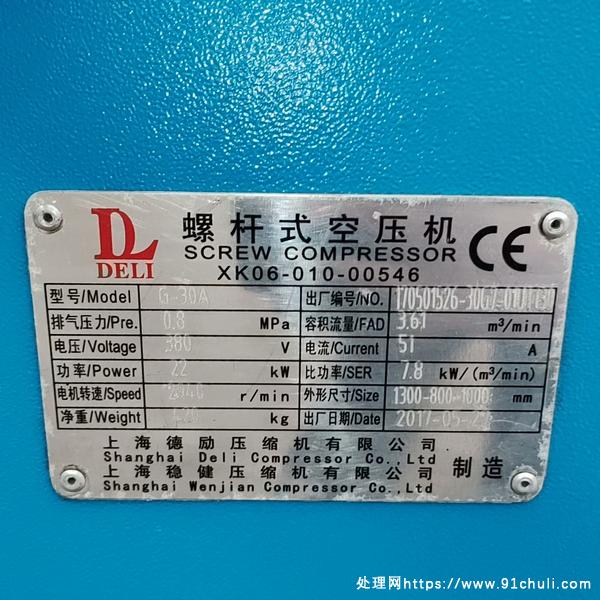 DL
DELI
螺杆式空压机
SCREW COMPRESSOR
XK06-010-00546
CE
型号/Model G-30A 出厂编号/NO.
排气压力/Pre. 0.8 MPa 容积流量/FAD 3.61 m³/min
电压/Voltage 380 V 电流/Current 51 A
功率/Power 22 kW 比功率/SER 7.8 kW/(m³/min)
电机转速/Speed r/min 外形尺寸/Size 1300-800-1000 mm
净重/Weight kg 出厂日期/Date
上海德励压缩机有限公司
Shanghai Deli Compressor Co.,Ltd
上海稳健压缩机有限公司 制造
Shanghai Wenjian Compressor Co.,Ltd
处理网https://www.91chuli.com/